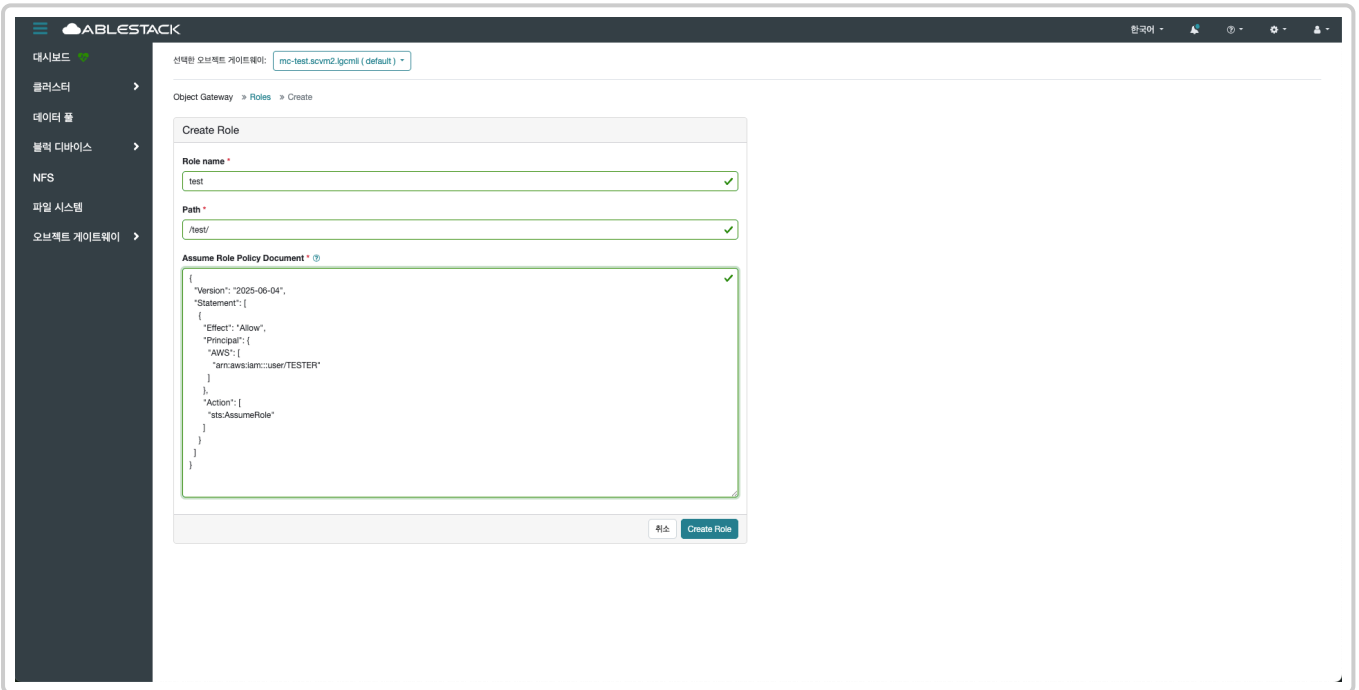 ABLESTACK
한국어
대시보드
클러스터
데이터 풀
블럭 디바이스
NFS
파일 시스템
오브젝트 게이트웨이
선택한 오브젝트 게이트웨이: mc-test.scvm2.lgcmli ( default )
Object Gateway » Roles » Create
Create Role
Role name *
test
Path *
/test/
Assume Role Policy Document *
{
"Version": "2025-06-04",
"Statement": [
{
"Effect": "Allow",
"Principal": {
"AWS": [
"arn:aws:iam:::user/TESTER"
]
},
"Action": [
"sts:AssumeRole"
]
}
]
}
취소 Create Role